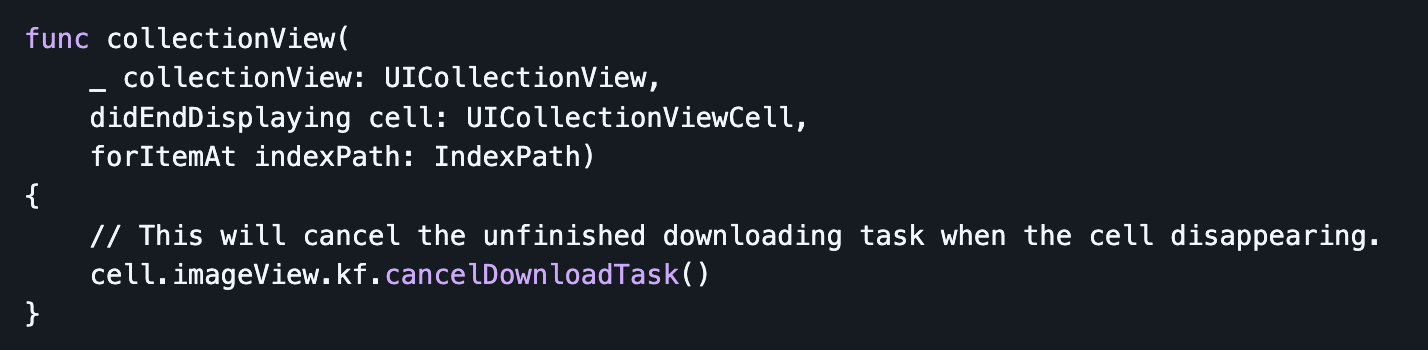 func collectionView(
    _ collectionView: UICollectionView,
    didEndDisplaying cell: UICollectionViewCell,
    forItemAt indexPath: IndexPath)
{
    // This will cancel the unfinished downloading task when the cell disappearing.
    cell.imageView.kf.cancelDownloadTask()
}